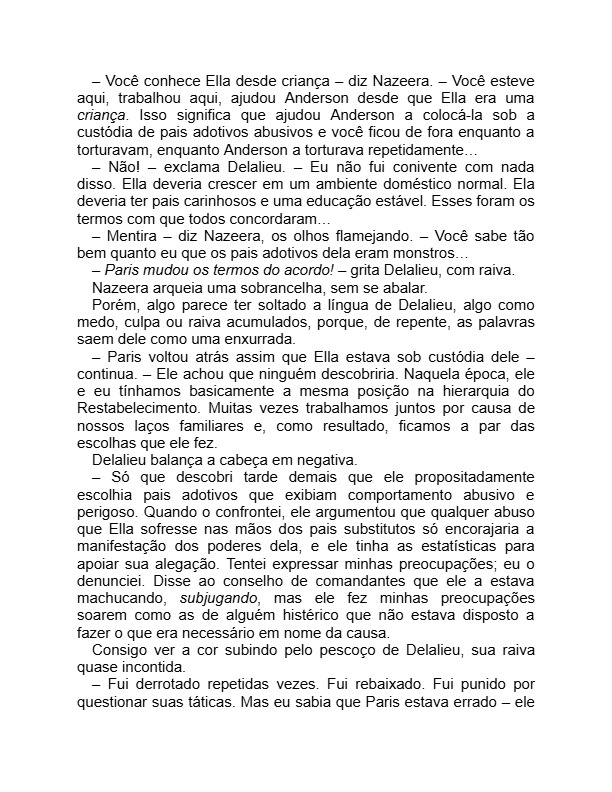 – Você conhece Ella desde criança – diz Nazeera. – Você esteve
aqui, trabalhou aqui, ajudou Anderson desde que Ella era uma
criança. Isso significa que ajudou Anderson a colocá-la sob a
custódia de pais adotivos abusivos e você ficou de fora enquanto a
torturavam, enquanto Anderson a torturava repetidamente…
– Não! – exclama Delalieu. – Eu não fui conivente com nada
disso. Ella deveria crescer em um ambiente doméstico normal. Ela
deveria ter pais carinhosos e uma educação estável. Esses foram os
termos com que todos concordaram…
– Mentira – diz Nazeera, os olhos flamejando. – Você sabe tão
bem quanto eu que os pais adotivos dela eram monstros…
– Paris mudou os termos do acordo! – grita Delalieu, com raiva.
Nazeera arqueia uma sobrancelha, sem se abalar.
Porém, algo parece ter soltado a língua de Delalieu, algo como
medo, culpa ou raiva acumulados, porque, de repente, as palavras
saem dele como uma enxurrada.
– Paris voltou atrás assim que Ella estava sob custódia dele –
continua. – Ele achou que ninguém descobriria. Naquela época, ele
e eu tínhamos basicamente a mesma posição na hierarquia do
Restabelecimento. Muitas vezes trabalhamos juntos por causa de
nossos laços familiares e, como resultado, ficamos a par das
escolhas que ele fez.
Delalieu balança a cabeça em negativa.
– Só que descobri tarde demais que ele propositadamente
escolhia pais adotivos que exibiam comportamento abusivo e
perigoso. Quando o confrontei, ele argumentou que qualquer abuso
que Ella sofresse nas mãos dos pais substitutos só encorajaria a
manifestação dos poderes dela, e ele tinha as estatísticas para
apoiar sua alegação. Tentei expressar minhas preocupações; eu o
denunciei. Disse ao conselho de comandantes que ele a estava
machucando, subjugando, mas ele fez minhas preocupações
soarem como as de alguém histérico que não estava disposto a
fazer o que era necessário em nome da causa.
Consigo ver a cor subindo pelo pescoço de Delalieu, sua raiva
quase incontida.
– Fui derrotado repetidas vezes. Fui rebaixado. Fui punido por
questionar suas táticas. Mas eu sabia que Paris estava errado – ele